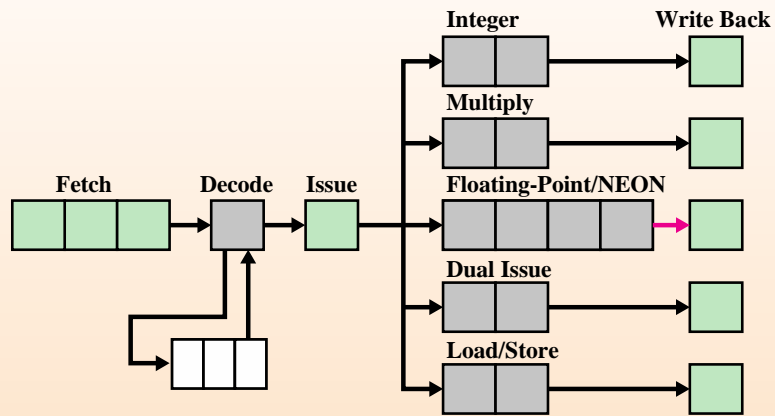 Integer
Write Back
Multiply
Fetch
Decode
Issue
Floating-Point/NEON
Dual Issue
Load/Store